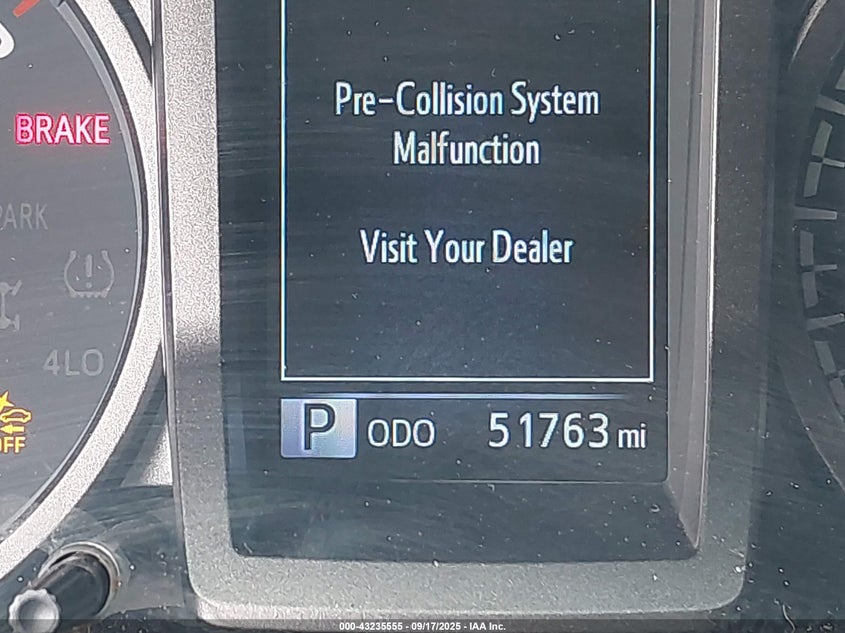 Pre-Collision System
Malfunction
Visit Your Dealer
BRAKE
PARK
4LO
OFF
P ODO 51763 mi
000-43235555 - 09/17/2025 - IAA Inc.